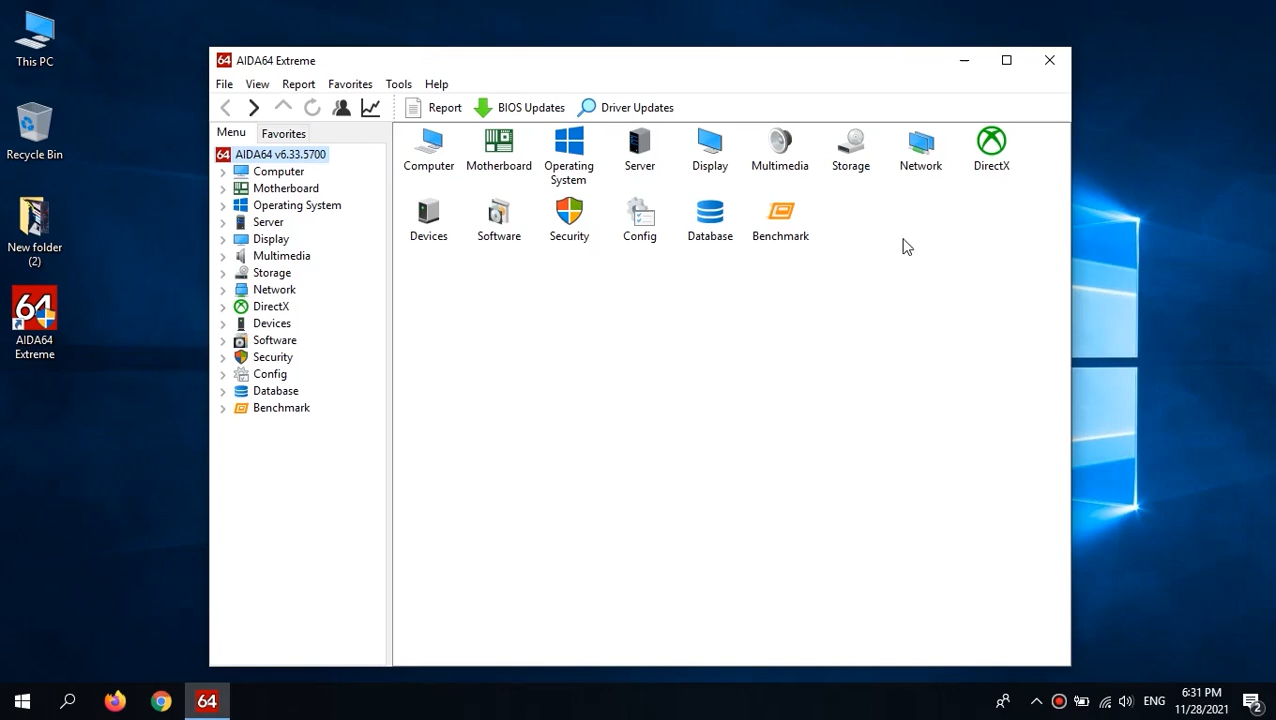 This PC
Recycle Bin
New folder
(2)
64
AIDA64
Extreme
64 AIDA64 Extreme
File View Report Favorites Tools Help
Report BIOS Updates Driver Updates
Menu Favorites
64 AIDA64 v6.33.5700
Computer
Motherboard
Operating System
Server
Display
Multimedia
Storage
Network
DirectX
Devices
Software
Security
Config
Database
Benchmark
Computer Motherboard Operating System Server Display Multimedia Storage Network DirectX
Devices Software Security Config Database Benchmark
64
ENG
6:31 PM
11/28/2021
2